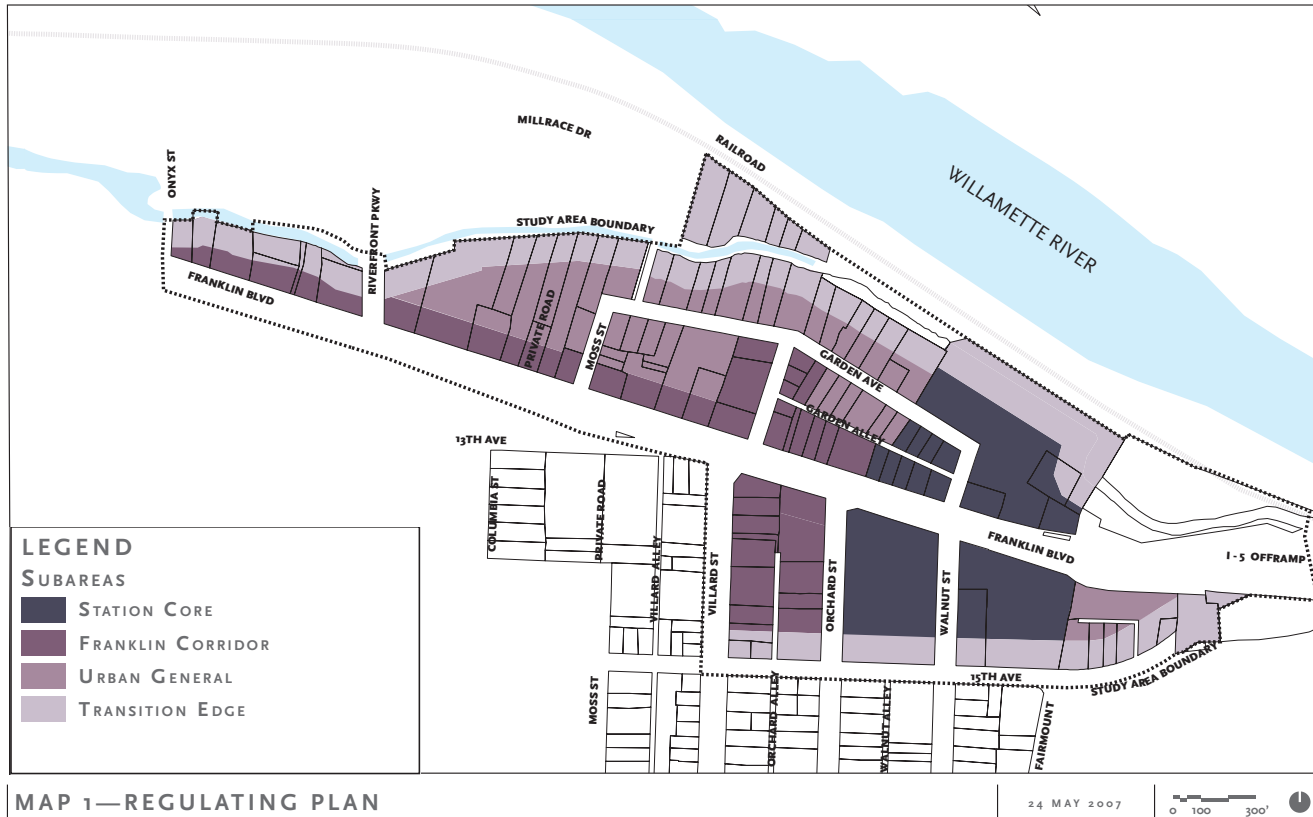 MILLRACE DR
RAILROAD
ONYX ST
WILLAMETTE RIVER
RIVERFRONT PKWY
STUDY AREA BOUNDARY
FRANKLIN BLVD
PRIVATE ROAD
MOSS ST
GARDEN AVE
GARDEN ALLEY
13TH AVE
COLUMBIA ST
PRIVATE ROAD
VILLARD ALLEY
VILLARD ST
ORCHARD ST
WALNUT ST
FRANKLIN BLVD
I-5 OFFRAMP
15TH AVE
STUDY AREA BOUNDARY
MOSS ST
ORCHARD ALLEY
WALNUT ALLEY
FAIRMOUNT
LEGEND
SUBAREAS
STATION CORE
FRANKLIN CORRIDOR
URBAN GENERAL
TRANSITION EDGE
MAP 1—REGULATING PLAN
24 MAY 2007
0 100 300'